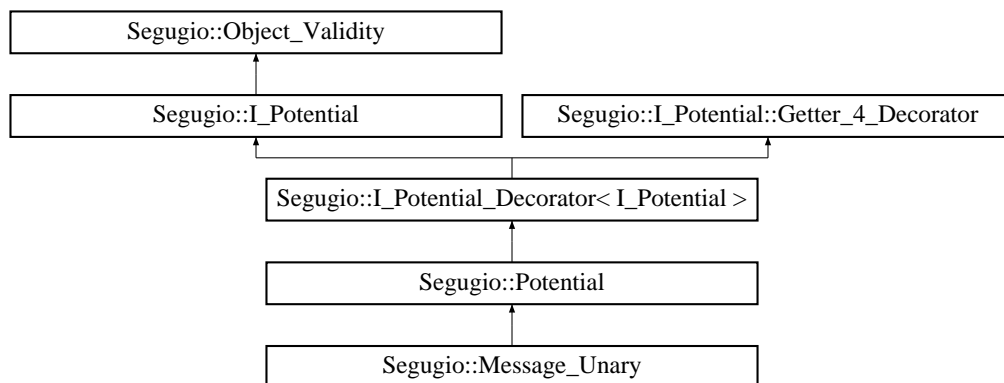 Segugio::Object_Validity
Segugio::I_Potential
Segugio::I_Potential::Getter_4_Decorator
Segugio::I_Potential_Decorator< I_Potential >
Segugio::Potential
Segugio::Message_Unary